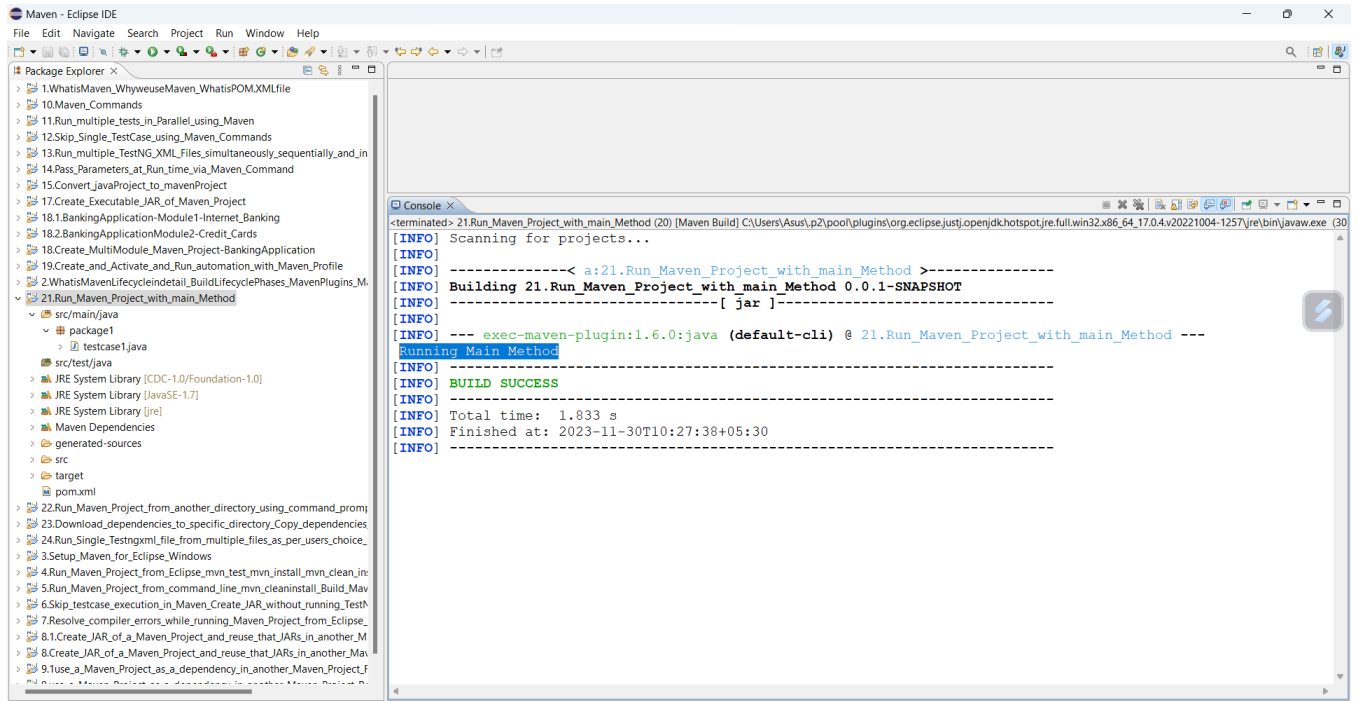 Maven - Eclipse IDE
File Edit Navigate Search Project Run Window Help
Package Explorer
1.WhatisMaven_WhyweuseMaven_WhatisPOM.XMLfile
10.Maven_Commands
11.Run_multiple_tests_in_Parallel_using_Maven
12.Skip_Single_TestCase_using_Maven_Commands
13.Run_multiple_TestNG_XML_Files_simultaneously_sequentially_and_in
14.Pass_Parameters_at_Run_time_via_Maven_Command
15.Convert_javaProject_to_mavenProject
17.Create_Executable_JAR_of_Maven_Project
18.1.BankingApplication-Module1-Internet_Banking
18.2.BankingApplicationModule2-Credit_Cards
18.Create_MultiModule_Maven_Project-BankingApplication
19.Create_and_Activate_and_Run_automation_with_Maven_Profile
2.WhatisMavenLifecycleindetail_BuildLifecyclePhases_MavenPlugins_M
21.Run_Maven_Project_with_main_Method
src/main/java
package1
testcase1.java
src/test/java
JRE System Library [CDC-1.0/Foundation-1.0]
JRE System Library [JavaSE-1.7]
JRE System Library [jre]
Maven Dependencies
generated-sources
src
target
pom.xml
22.Run_Maven_Project_from_another_directory_using_command_promp
23.Download_dependencies_to_specific_directory_Copy_dependencies
24.Run_Single_Testngxml_file_from_multiple_files_as_per_users_choice_
3.Setup_Maven_for_Eclipse_Windows
4.Run_Maven_Project_from_Eclipse_mvn_test_mvn_install_mvn_clean_in
5.Run_Maven_Project_from_command_line_mvn_cleaninstall_Build_Mav
6.Skip_testcase_execution_in_Maven_Create_JAR_without_running_Test
7.Resolve_compiler_errors_while_running_Maven_Project_from_Eclipse_
8.1.Create_JAR_of_a_Maven_Project_and_reuse_that_JARs_in_another_M
8.Create_JAR_of_a_Maven_Project_and_reuse_that_JARs_in_another_Mav
9.1use_a_Maven_Project_as_a_dependency_in_another_Maven_Project_
Console
<terminated> 21.Run_Maven_Project_with_main_Method (20) [Maven Build] C:\Users\Asus\.p2\pool\plugins\org.eclipse.justj.openjdk.hotspot.jre.full.win32.x86_64_17.0.4.v20221004-1257\jre\bin\javaw.exe (30
[INFO] Scanning for projects...
[INFO]
[INFO] --------------< a:21.Run_Maven_Project_with_main_Method >---------------
[INFO] Building 21.Run_Maven_Project_with_main_Method 0.0.1-SNAPSHOT
[INFO] --------------------------------[ jar ]---------------------------------
[INFO]
[INFO] --- exec-maven-plugin:1.6.0:java (default-cli) @ 21.Run_Maven_Project_with_main_Method ---
Running Main Method
[INFO] ------------------------------------------------------------------------
[INFO] BUILD SUCCESS
[INFO] ------------------------------------------------------------------------
[INFO] Total time: 1.833 s
[INFO] Finished at: 2023-11-30T10:27:38+05:30
[INFO] ------------------------------------------------------------------------